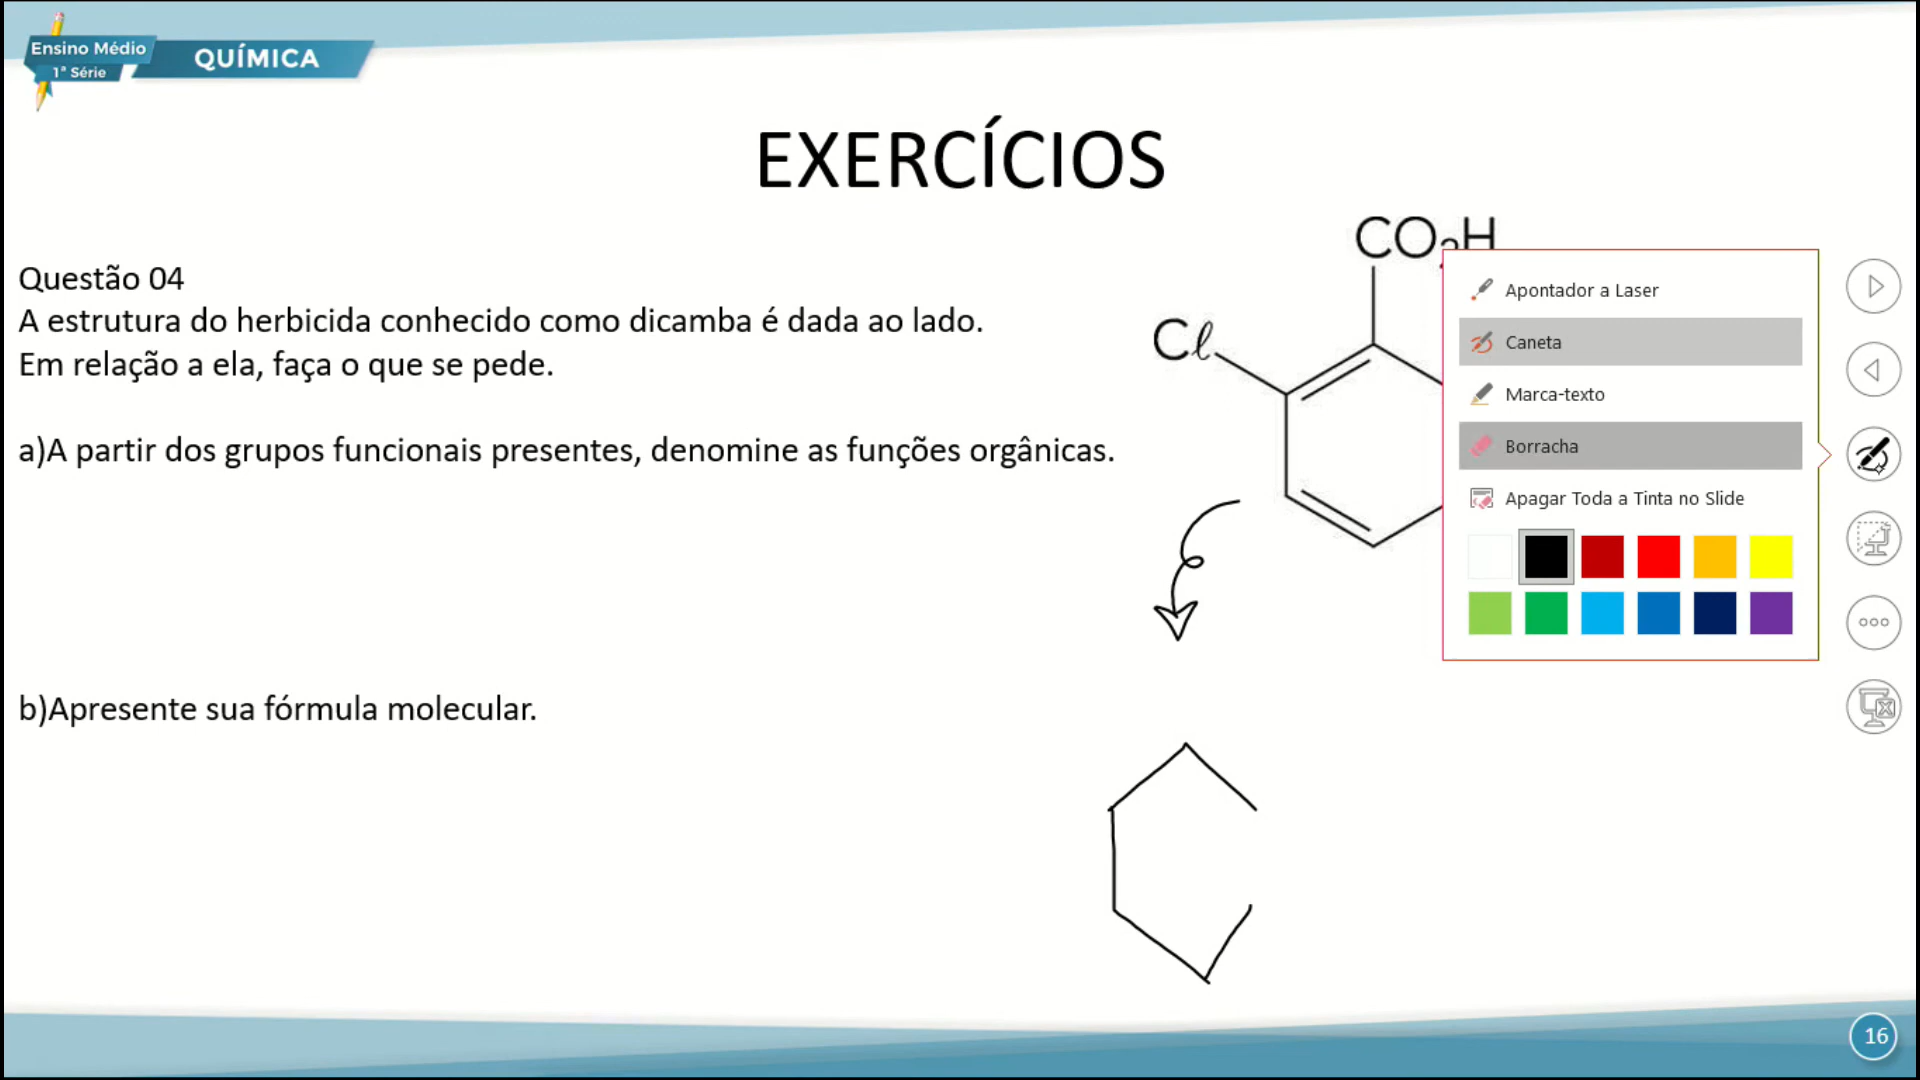 Ensino Médio
1ª Série
QUÍMICA
EXERCÍCIOS
CO₂H
Cℓ
Questão 04
A estrutura do herbicida conhecido como dicamba é dada ao lado.
Em relação a ela, faça o que se pede.
a)A partir dos grupos funcionais presentes, denomine as funções orgânicas.
b)Apresente sua fórmula molecular.
Apontador a Laser
Caneta
Marca-texto
Borracha
Apagar Toda a Tinta no Slide
16